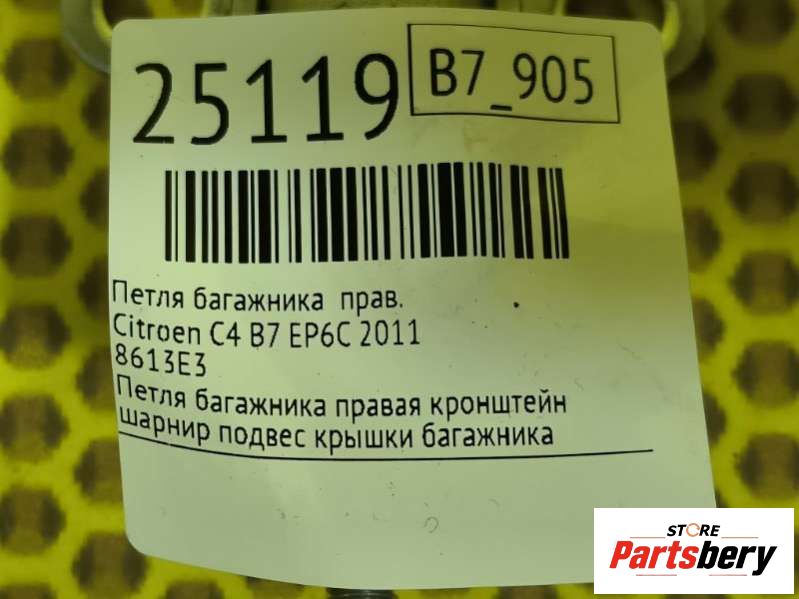 25119
B7_905
Петля багажника прав.
Citroen C4 B7 EP6C 2011
8613E3
Петля багажника правая кронштейн
шарнир подвес крышки багажника
STORE
Partsbery